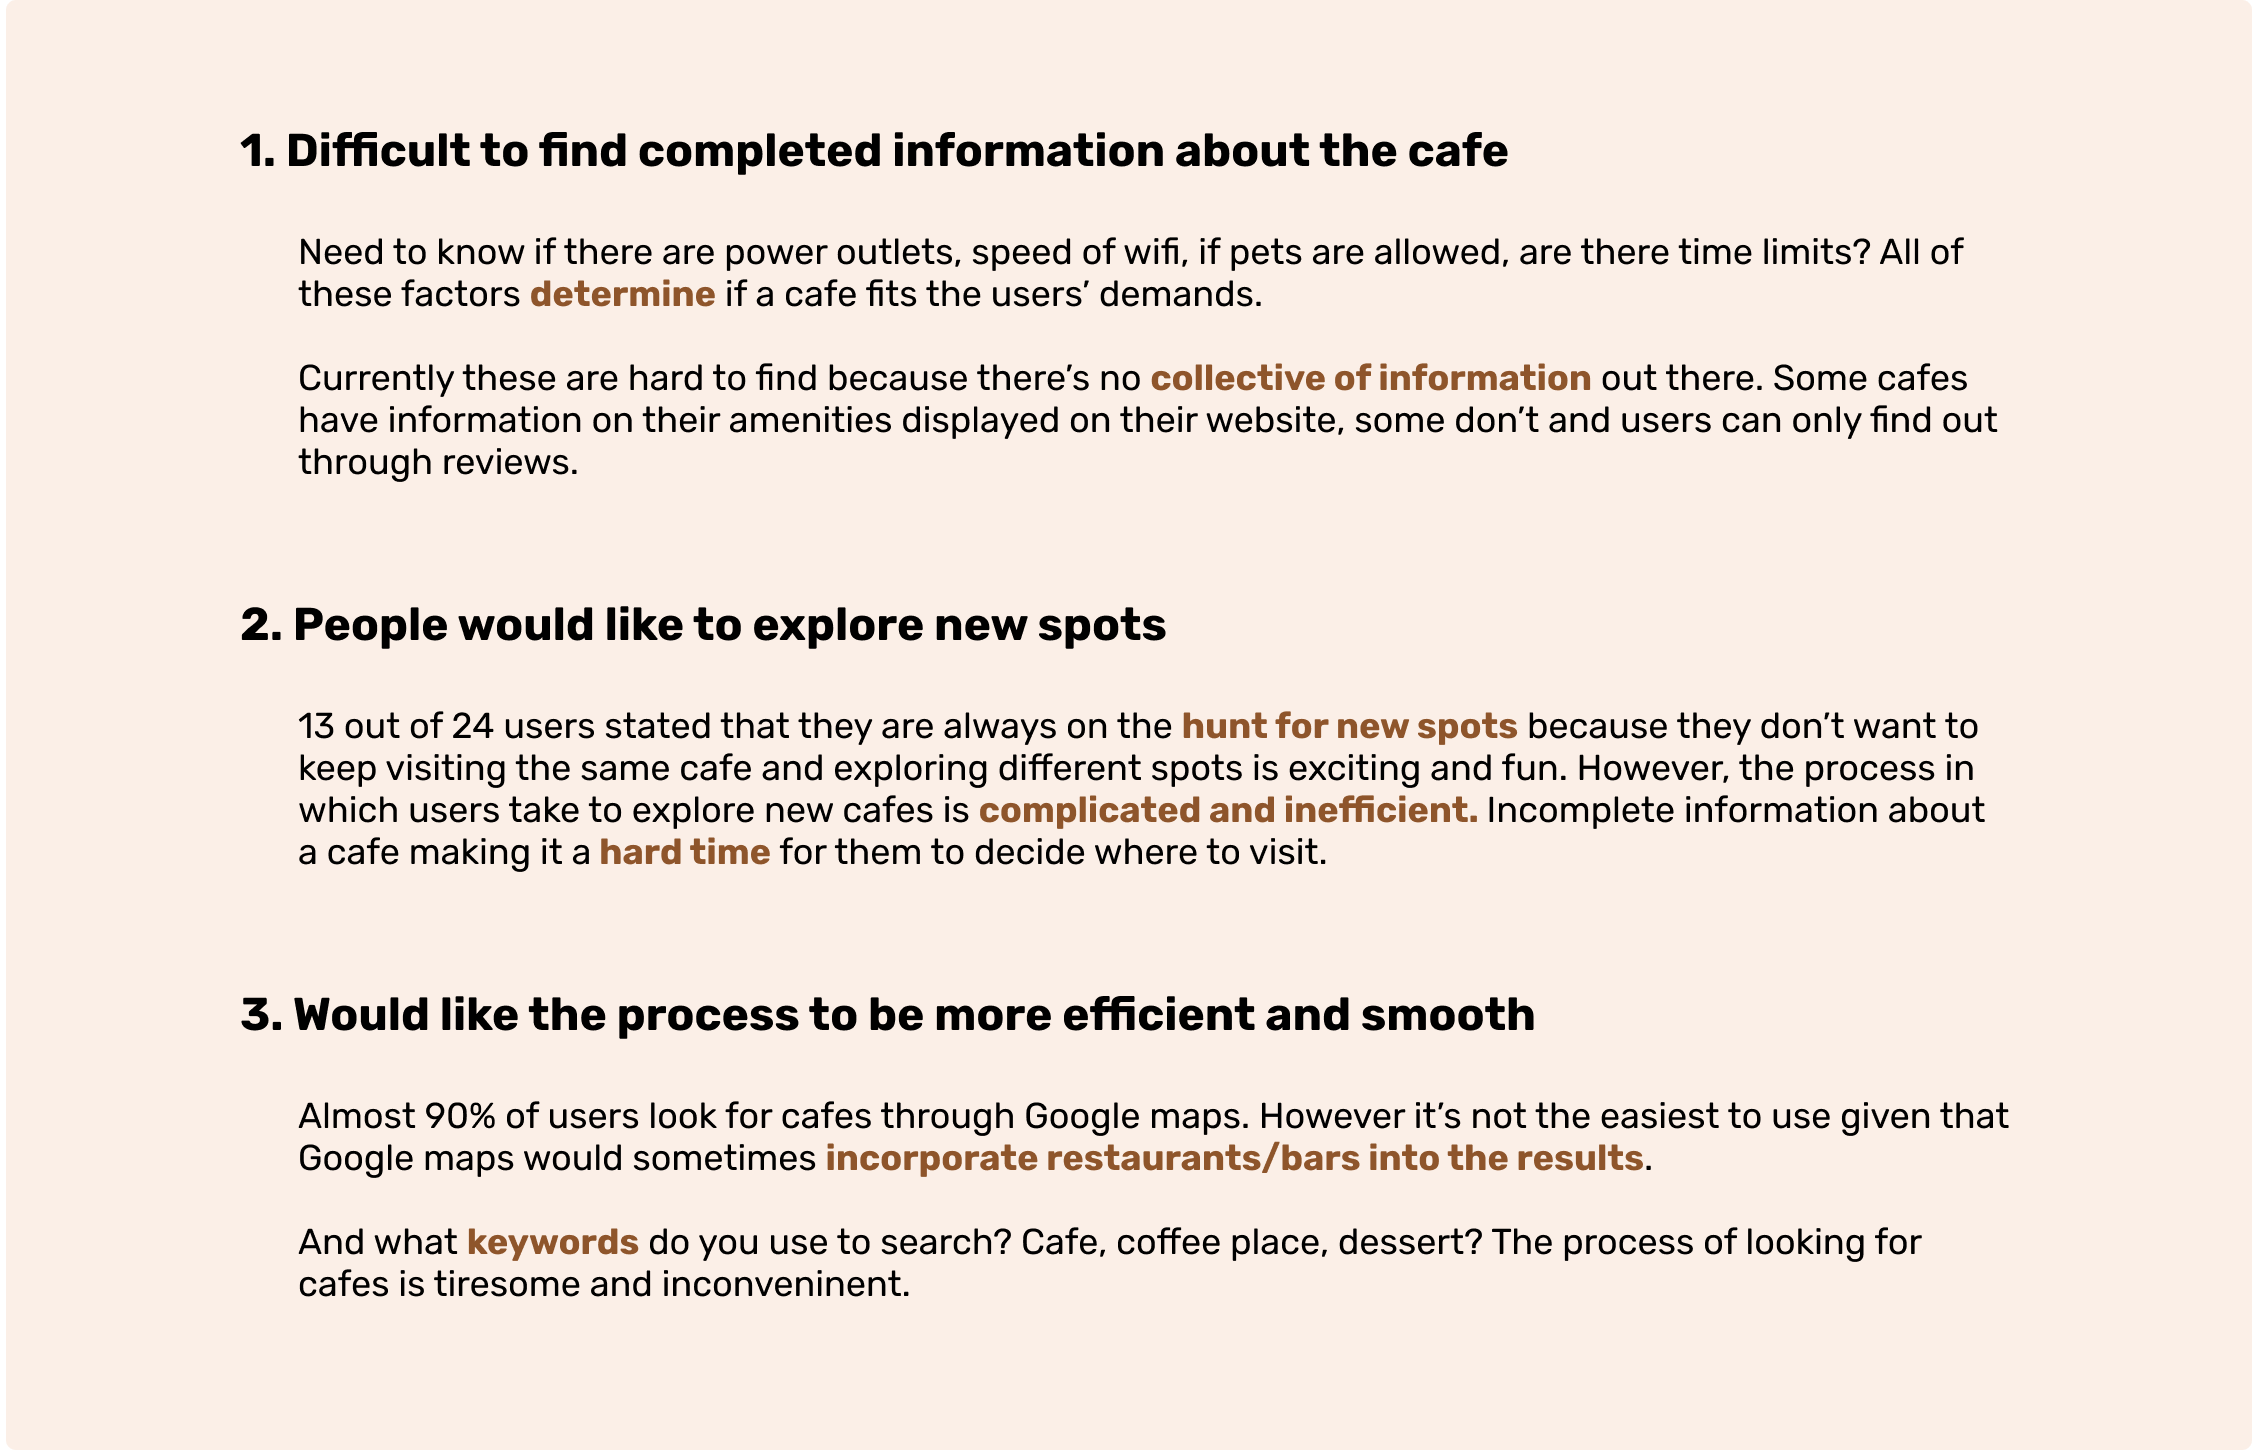 1. Difficult to find completed information about the cafe
Need to know if there are power outlets, speed of wifi, if pets are allowed, are there time limits? All of
these factors determine if a cafe fits the users’ demands.
Currently these are hard to find because there’s no collective of information out there. Some cafes
have information on their amenities displayed on their website, some don’t and users can only find out
through reviews.
2. People would like to explore new spots
13 out of 24 users stated that they are always on the hunt for new spots because they don’t want to
keep visiting the same cafe and exploring different spots is exciting and fun. However, the process in
which users take to explore new cafes is complicated and inefficient. Incomplete information about
a cafe making it a hard time for them to decide where to visit.
3. Would like the process to be more efficient and smooth
Almost 90% of users look for cafes through Google maps. However it’s not the easiest to use given that
Google maps would sometimes incorporate restaurants/bars into the results.
And what keywords do you use to search? Cafe, coffee place, dessert? The process of looking for
cafes is tiresome and inconveninent.